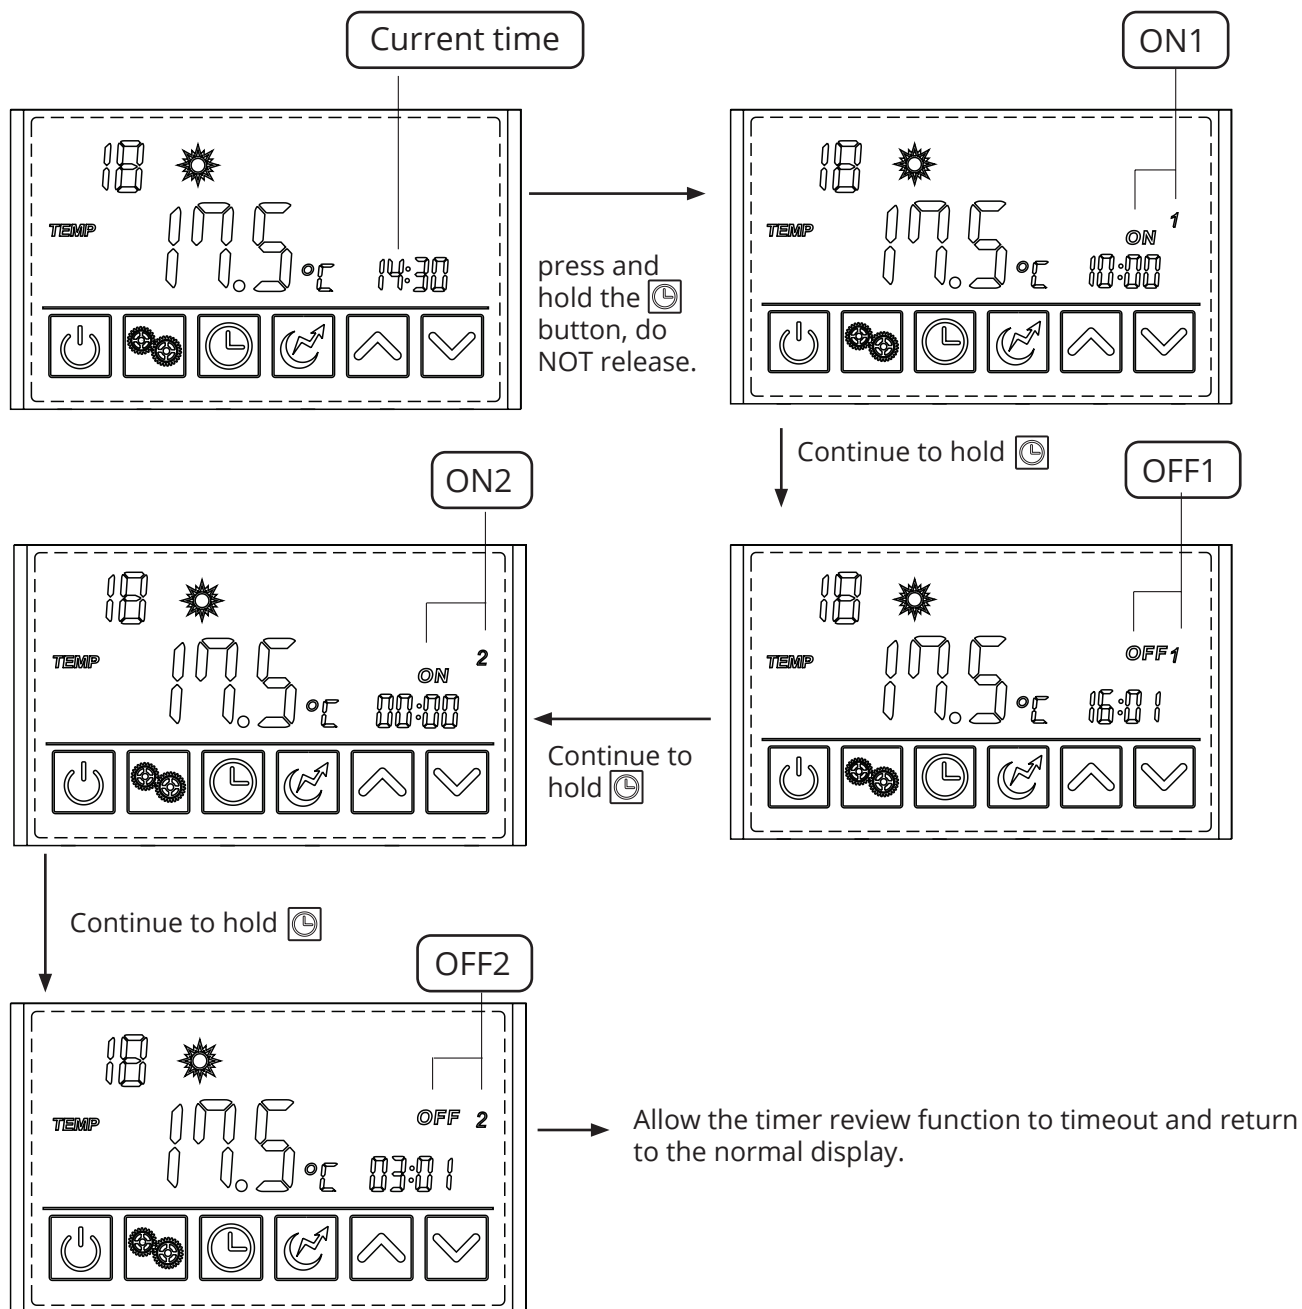 Current time
18
TEMP
17.5 °C 14:30
press and
hold the
button, do
NOT release.
ON1
18
1
TEMP
ON
17.5 °C 10:00
Continue to hold
OFF1
18
TEMP
OFF 1
17.5 °C 16:01
Continue to
hold
ON2
18
TEMP
2
ON
17.5 °C 00:00
Continue to hold
OFF2
18
TEMP
OFF 2
17.5 °C 03:01
Allow the timer review function to timeout and return
to the normal display.